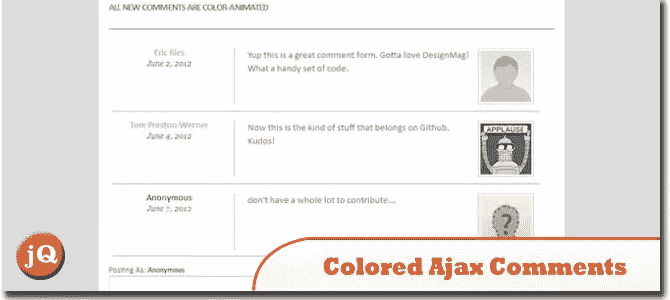 ALL NEW COMMENTS ARE COLOR-ANIMATED
Eric Ries
June 2, 2012
Yup this is a great comment form. Gotta love DesignMag!
What a handy set of code.
Tom Preston-Werner
June 4, 2012
Now this is the kind of stuff that belongs on Github.
Kudos!
APPLAUSE
Anonymous
June 7, 2012
don't have a whole lot to contribute...
?
Posting As: Anonymous
jQ
Colored Ajax Comments